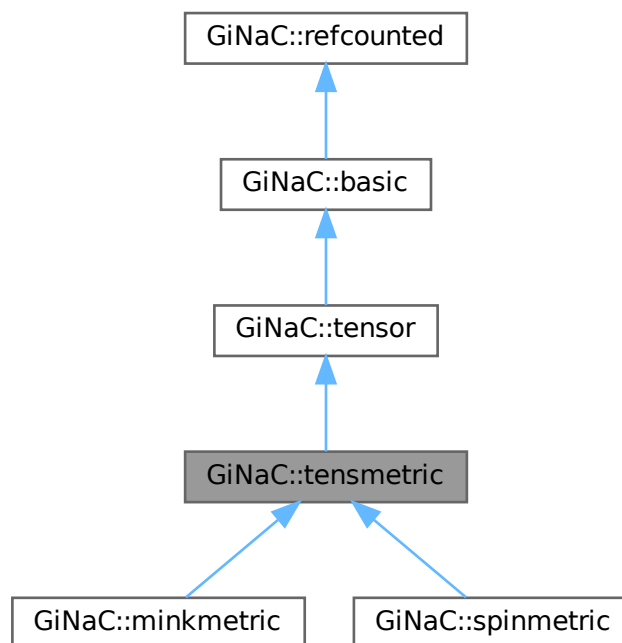 GiNaC::refcounted
GiNaC::basic
GiNaC::tensor
GiNaC::tensmetric
GiNaC::minkmetric
GiNaC::spinmetric